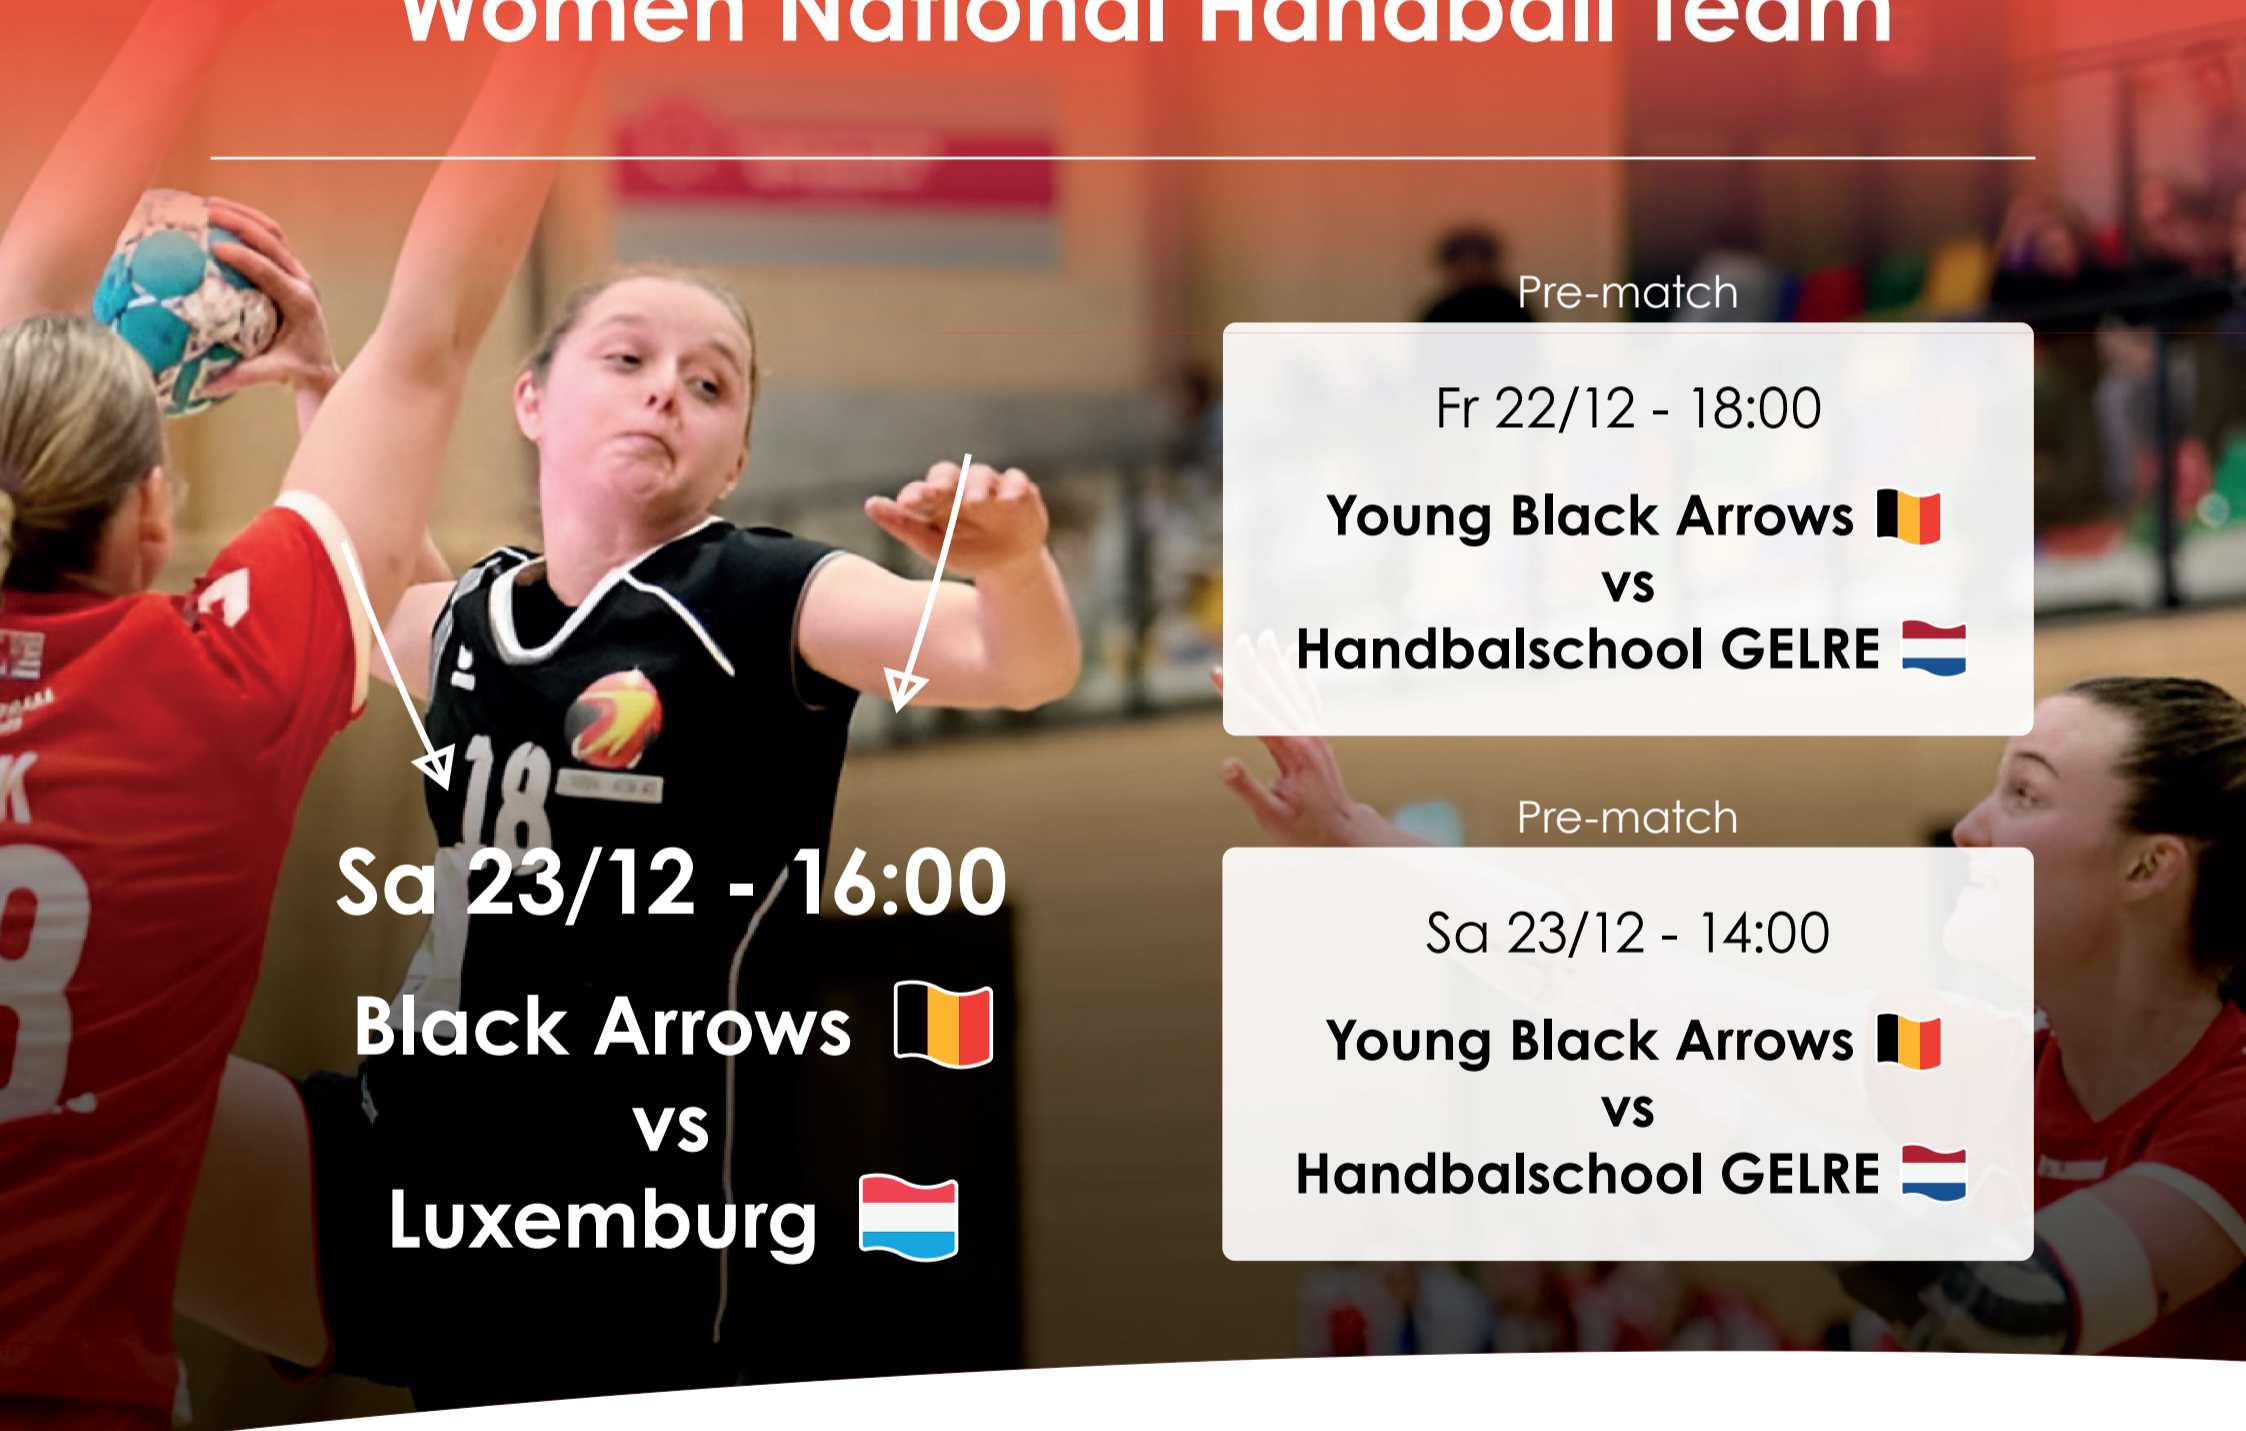 Women National Handball Team
18
Sa 23/12 - 16:00
Black Arrows
vs
Luxemburg
Pre-match
Fr 22/12 - 18:00
Young Black Arrows
vs
Handbalschool GELRE
Pre-match
Sa 23/12 - 14:00
Young Black Arrows
vs
Handbalschool GELRE